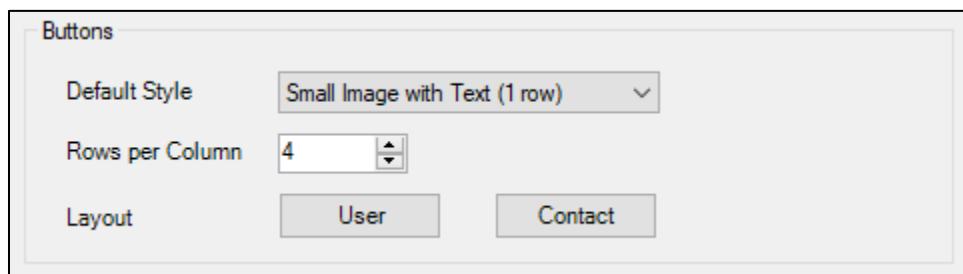 Buttons
Default Style Small Image with Text (1 row)
Rows per Column 4
Layout User Contact